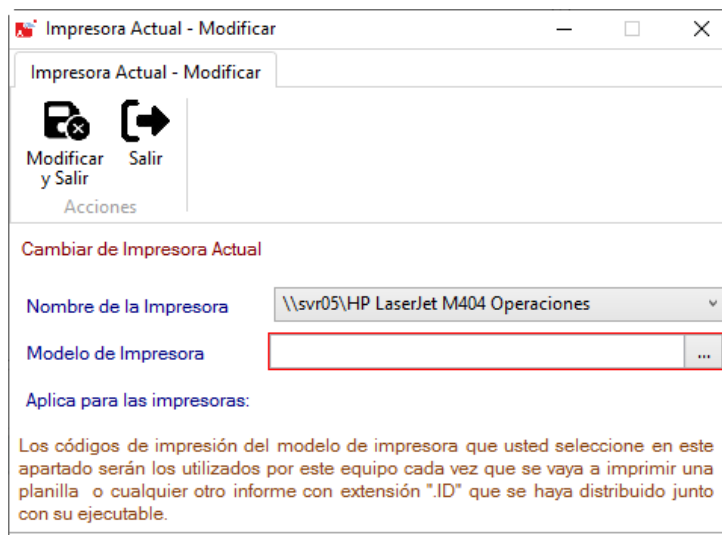 Impresora Actual - Modificar
Impresora Actual - Modificar
Modificar y Salir
Salir
Acciones
Cambiar de Impresora Actual
Nombre de la Impresora \\svr05\HP LaserJet M404 Operaciones
Modelo de Impresora ...
Aplica para las impresoras:
Los códigos de impresión del modelo de impresora que usted seleccione en este
apartado serán los utilizados por este equipo cada vez que se vaya a imprimir una
planilla o cualquier otro informe con extensión ".ID" que se haya distribuido junto
con su ejecutable.